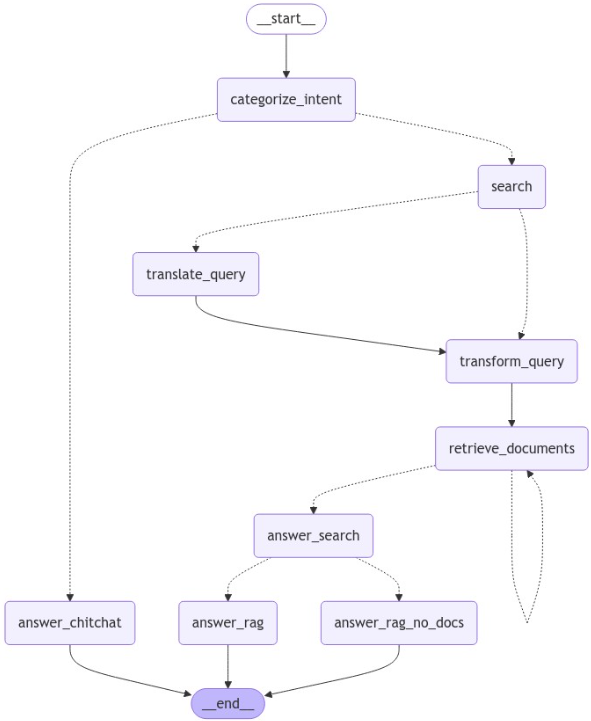 __start__
categorize_intent
search
translate_query
transform_query
retrieve_documents
answer_search
answer_chitchat
answer_rag
answer_rag_no_docs
__end__